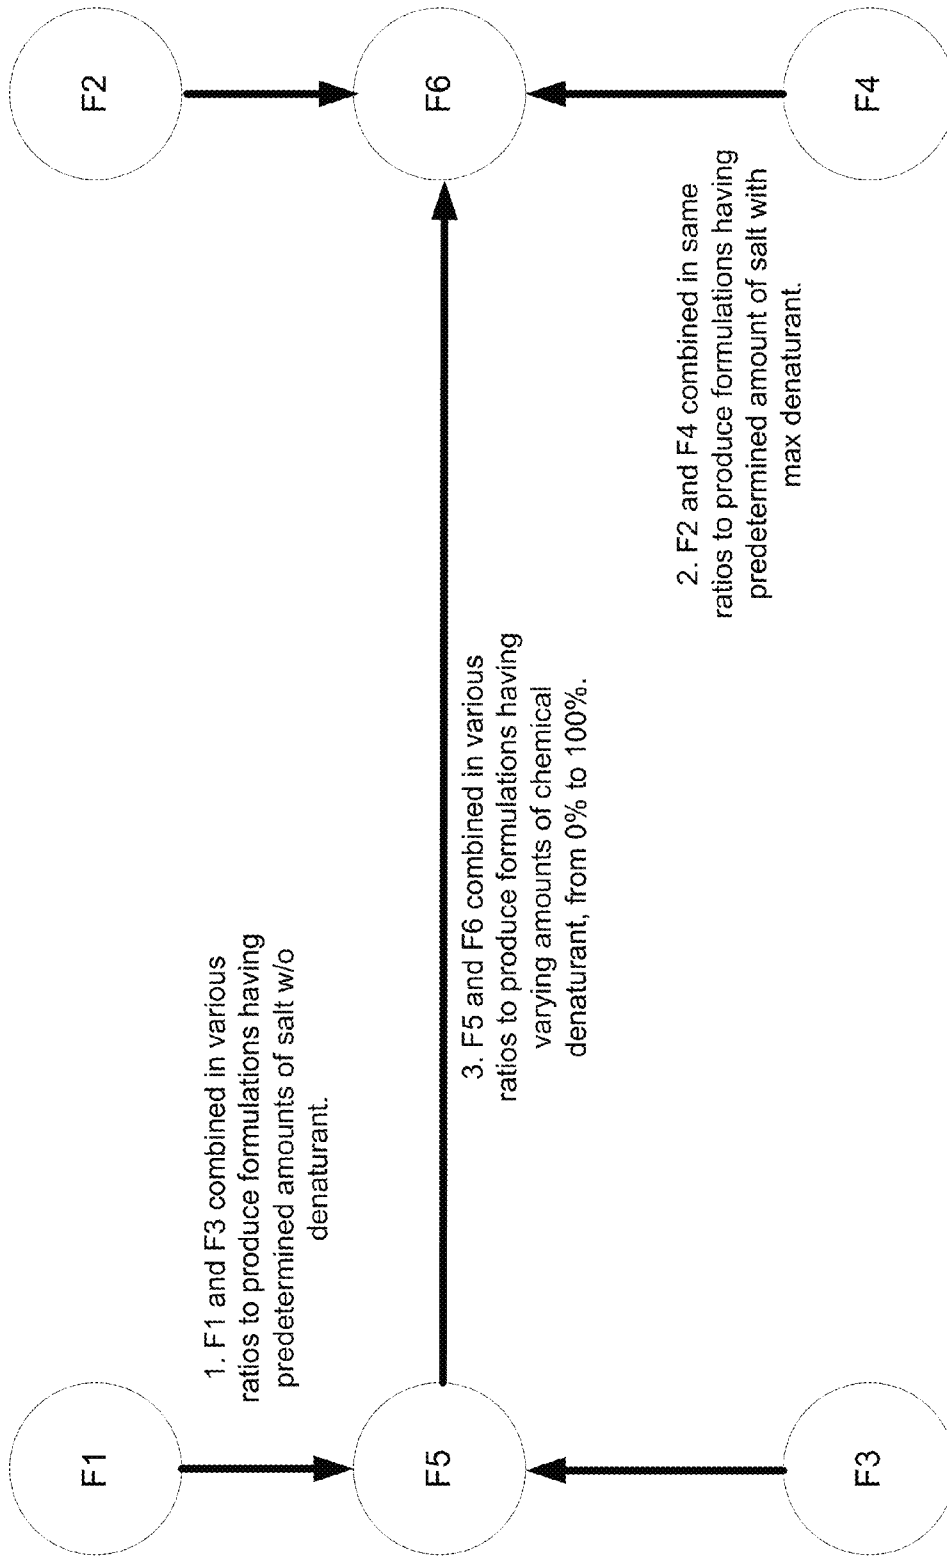 F1
F2
1. F1 and F3 combined in various
ratios to produce formulations having
predetermined amounts of salt w/o
denaturant.
F5
F6
3. F5 and F6 combined in various
ratios to produce formulations having
varying amounts of chemical
denaturant, from 0% to 100%.
2. F2 and F4 combined in same
ratios to produce formulations having
predetermined amount of salt with
max denaturant.
F3
F4